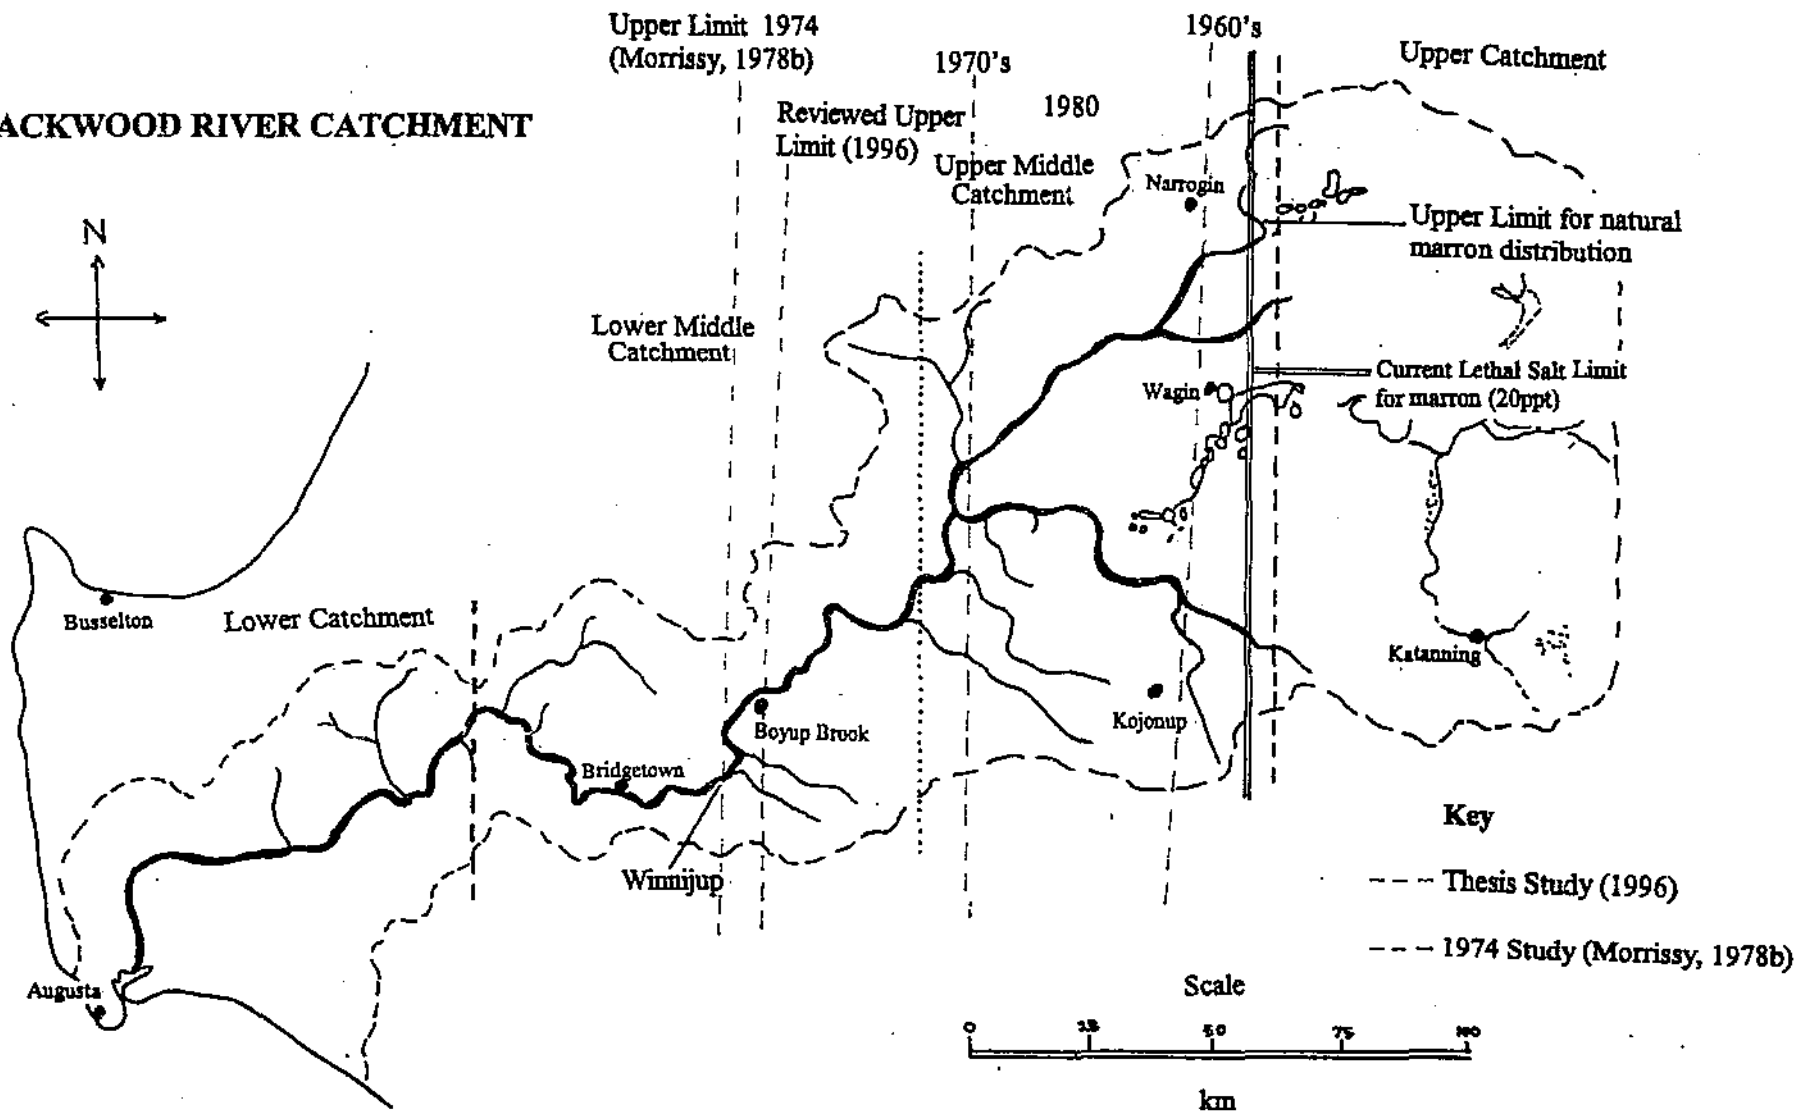 Upper Limit 1974
(Morrissy, 1978b)
1970's
1960's
Upper Catchment
ACKWOOD RIVER CATCHMENT
Reviewed Upper
Limit (1996)
1980
Upper Middle
Catchment
Narrogin
N
Upper Limit for natural
marron distribution
Lower Middle
Catchment
Current Lethal Salt Limit
for marron (20ppt)
Wagin
Busselton
Lower Catchment
Katanning
Kojonup
Boyup Brook
Bridgetown
Winnijup
Key
Thesis Study (1996)
1974 Study (Morrissy, 1978b)
Augusta
Scale
0 50 75
km